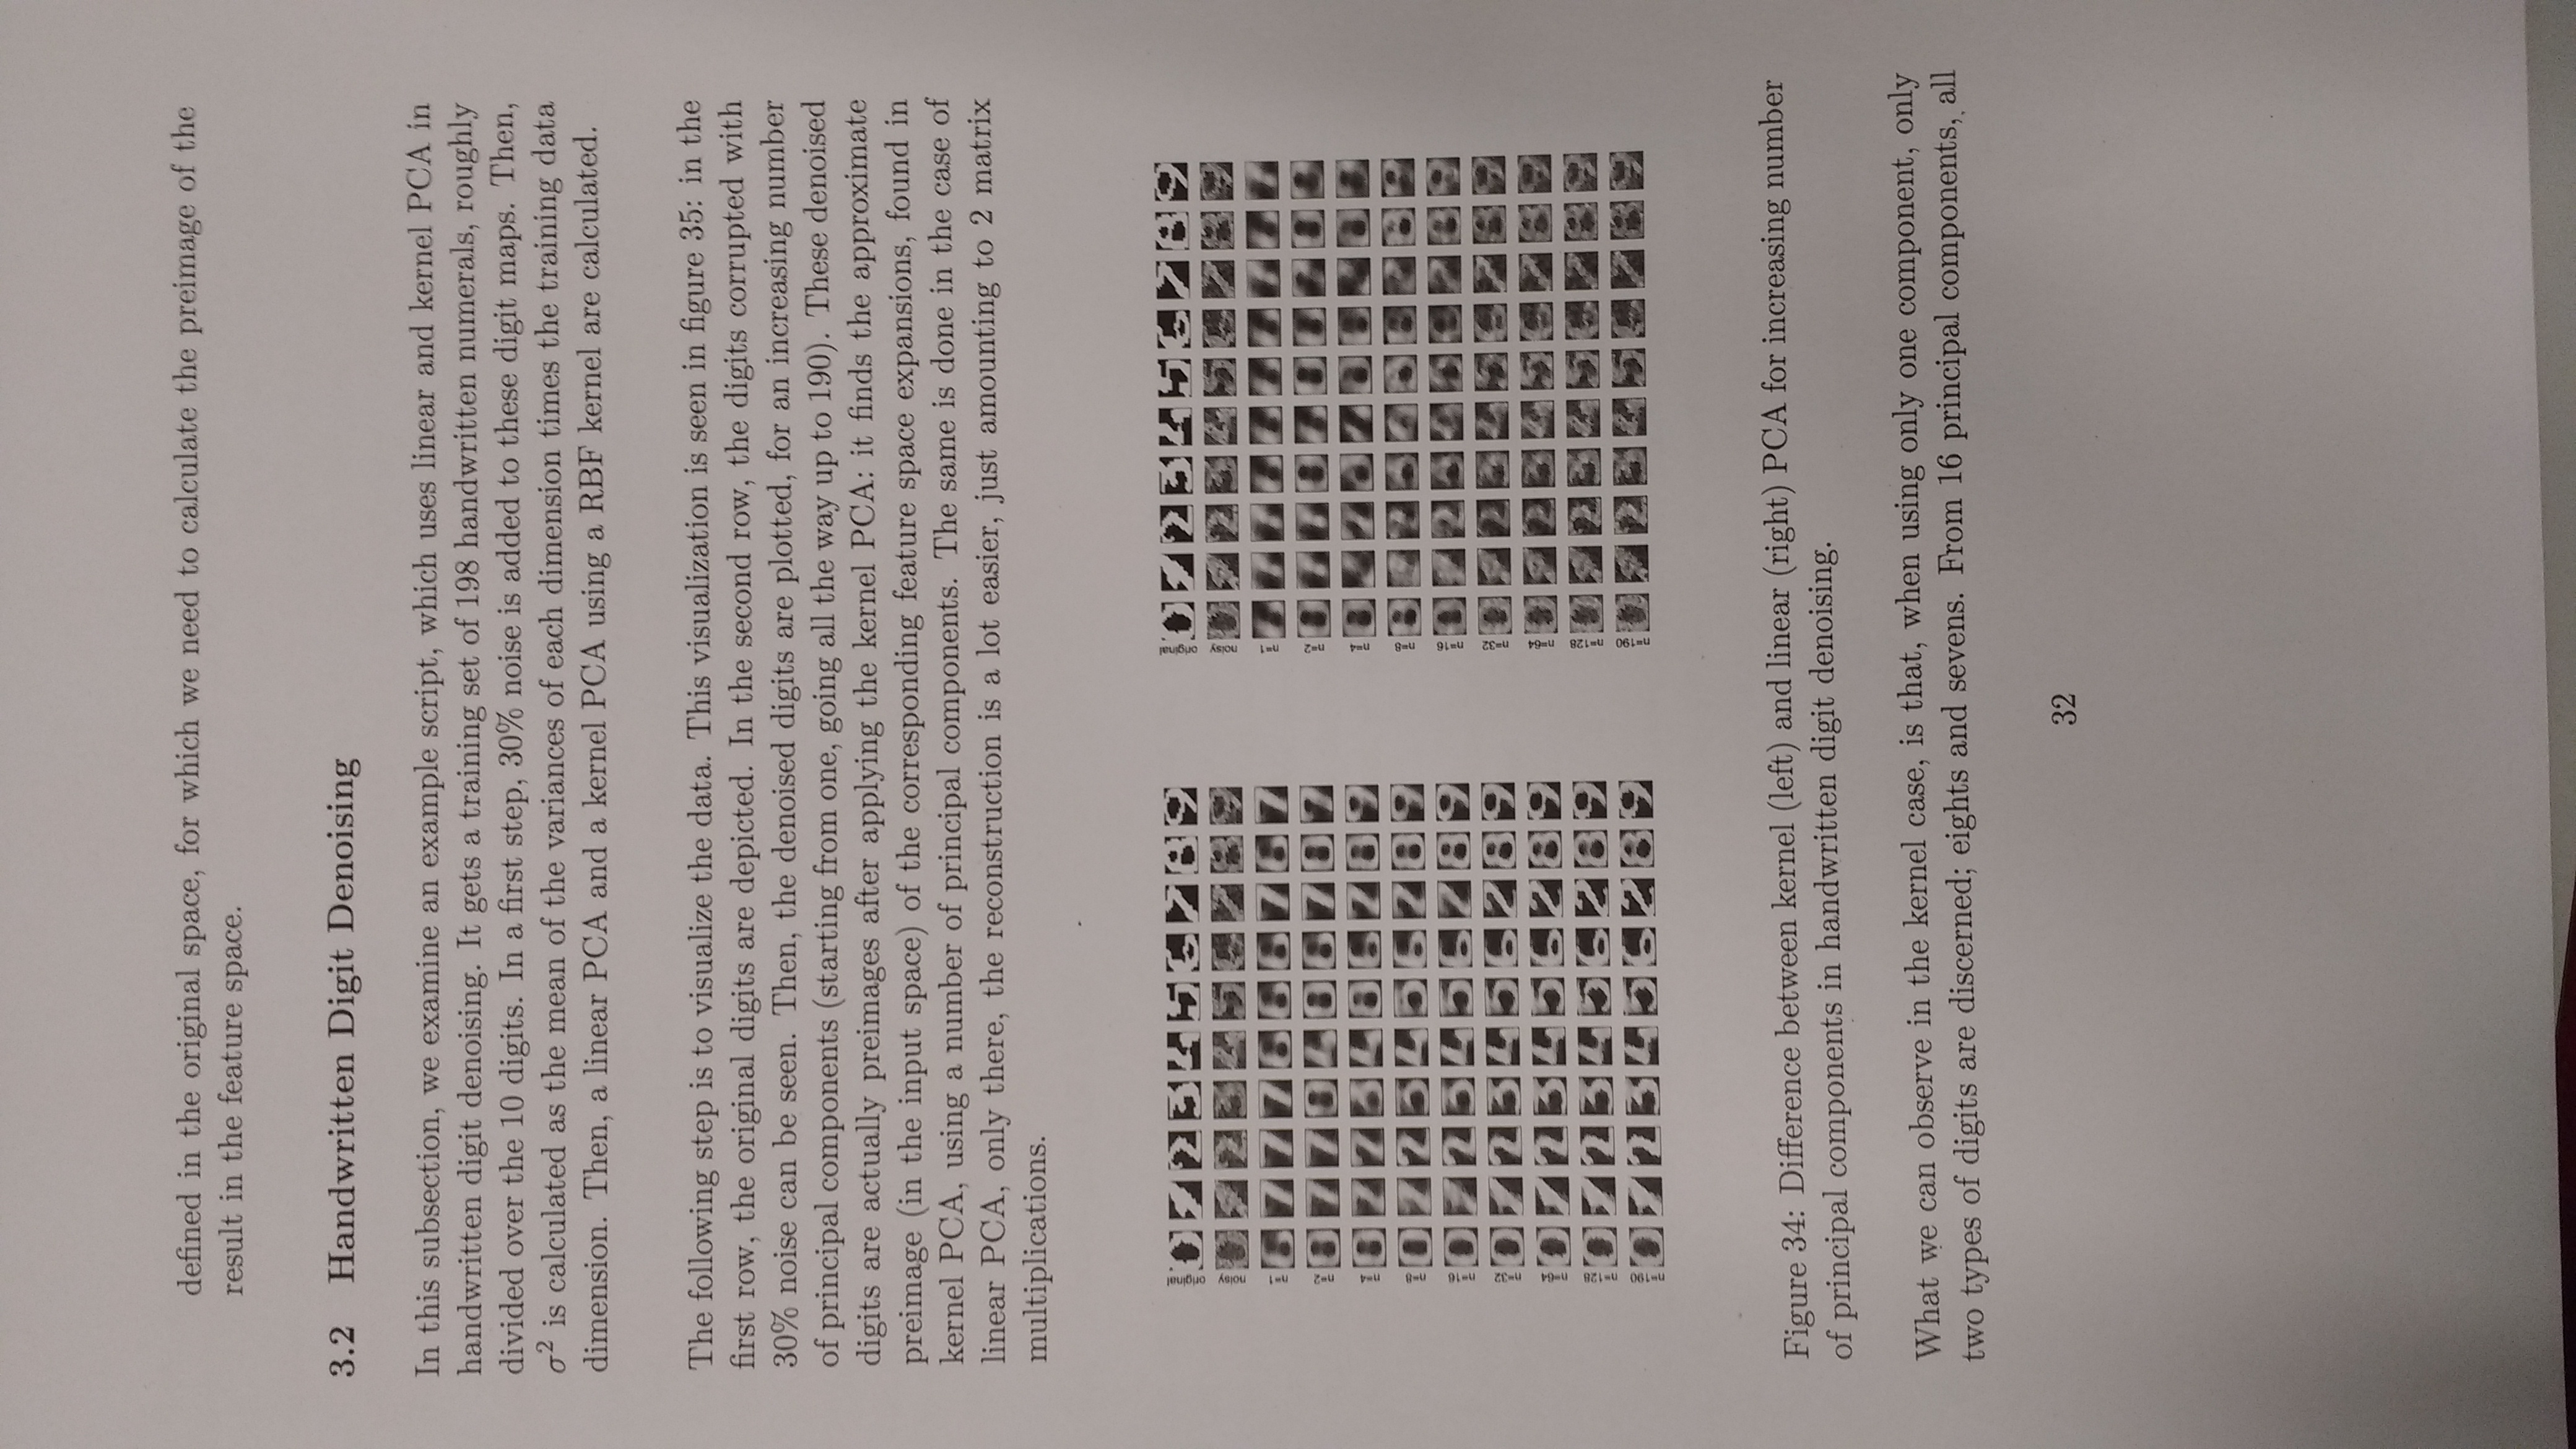 defined in the original space, for which we need to calculate the preimage of the
result in the feature space.
3.2 Handwritten Digit Denoising
In this subsection, we examine an example script, which uses linear and kernel PCA in
handwritten digit denoising. It gets a training set of 198 handwritten numerals, roughly
divided over the 10 digits. In a first step, 30% noise is added to these digit maps. Then,
σ² is calculated as the mean of the variances of each dimension times the training data
dimension. Then, a linear PCA and a kernel PCA using a RBF kernel are calculated.
The following step is to visualize the data. This visualization is seen in figure 35: in the
first row, the original digits are depicted. In the second row, the digits corrupted with
30% noise can be seen. Then, the denoised digits are plotted, for an increasing number
of principal components (starting from one, going all the way up to 190). These denoised
digits are actually preimages after applying the kernel PCA: it finds the approximate
preimage (in the input space) of the corresponding feature space expansions, found in
kernel PCA, using a number of principal components. The same is done in the case of
linear PCA, only there, the reconstruction is a lot easier, just amounting to 2 matrix
multiplications.
original
noisy
n=1
n=2
n=4
n=8
n=16
n=32
n=64
n=128
n=190
original
noisy
n=1
n=2
n=4
n=8
n=16
n=32
n=64
n=128
n=190
Figure 34: Difference between kernel (left) and linear (right) PCA for increasing number
of principal components in handwritten digit denoising.
What we can observe in the kernel case, is that, when using only one component, only
two types of digits are discerned; eights and sevens. From 16 principal components, all
32